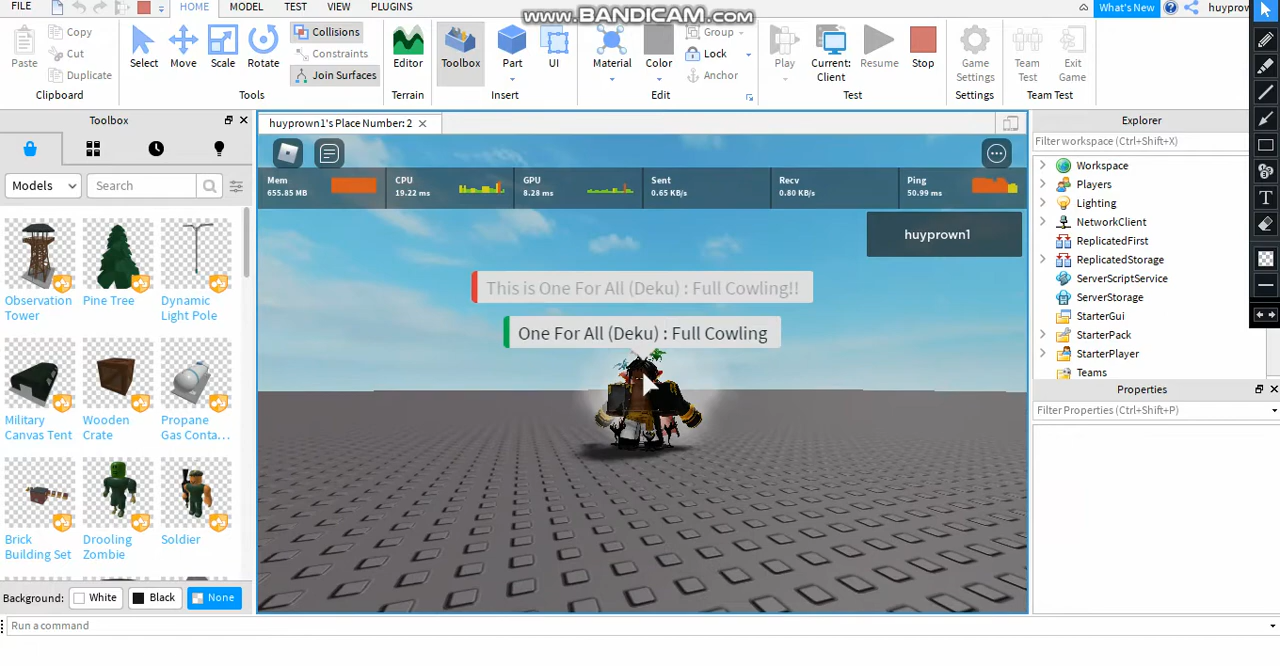 www.BANDICAM.com
FILE HOME MODEL TEST VIEW PLUGINS
What's New
huyprow
Paste
Copy
Cut
Duplicate
Clipboard
Select
Move
Scale
Rotate
Collisions
Constraints
Join Surfaces
Tools
Editor
Terrain
Toolbox
Part
UI
Insert
Material
Color
Group
Lock
Anchor
Edit
Play
Current:
Client
Resume
Stop
Test
Game
Settings
Settings
Team
Test
Exit
Game
Team Test
Toolbox
Models
Search
Observation
Tower
Pine Tree
Dynamic
Light Pole
Military
Canvas Tent
Wooden
Crate
Propane
Gas Conta...
Brick
Building Set
Drooling
Zombie
Soldier
Background: White Black None
Run a command
huyprown1's Place Number: 2
Mem
655.85 MB
CPU
19.22 ms
GPU
8.28 ms
Sent
0.65 KB/s
Recv
0.80 KB/s
Ping
50.99 ms
huyprown1
This is One For All (Deku) : Full Cowling!!
One For All (Deku) : Full Cowling
Explorer
Filter workspace (Ctrl+Shift+X)
Workspace
Players
Lighting
NetworkClient
ReplicatedFirst
ReplicatedStorage
ServerScriptService
ServerStorage
StarterGui
StarterPack
StarterPlayer
Teams
Properties
Filter Properties (Ctrl+Shift+P)
T